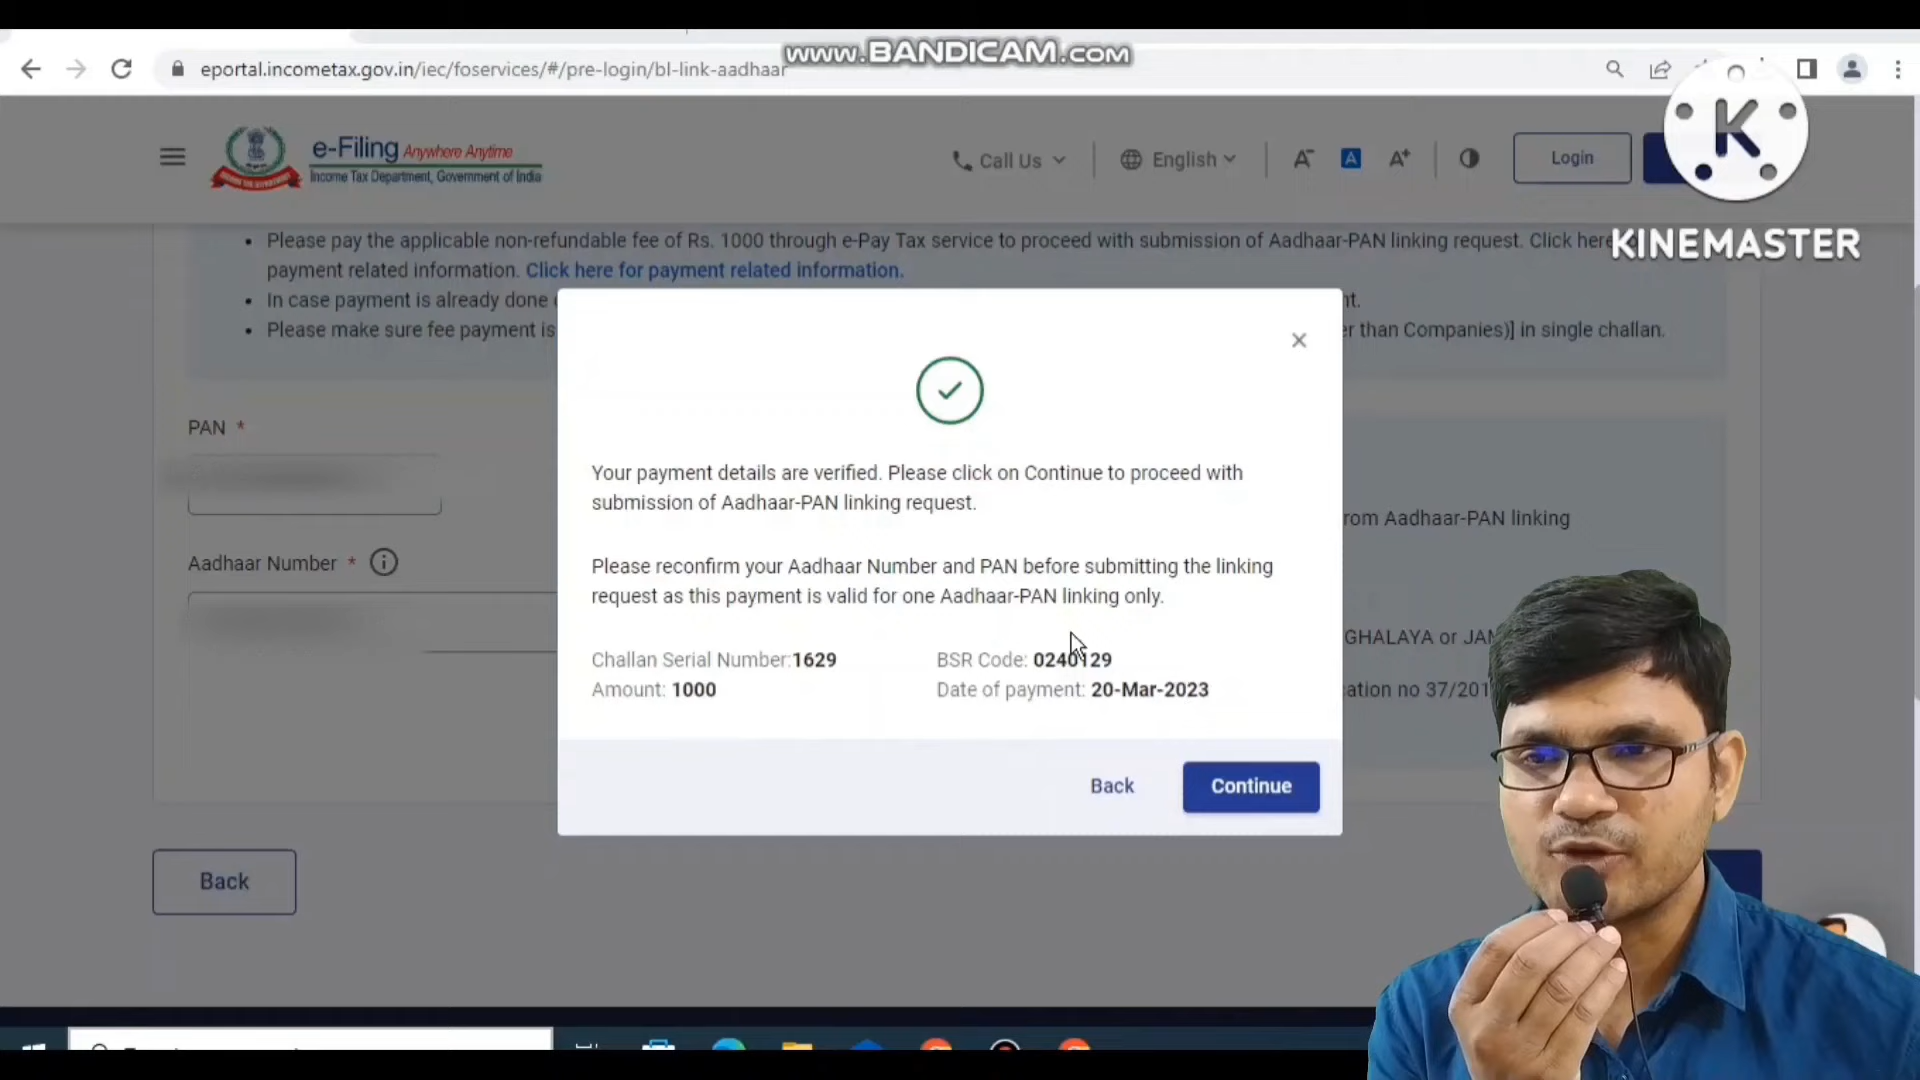 www.BANDICAM.com
eportal.incometax.gov.in/iec/foservices/#/pre-login/bl-link-aadhaar
e-Filing Anywhere Anytime
Income Tax Department, Government of India
Call Us
English
A-
A
A+
Login
K
KINEMASTER
• Please pay the applicable non-refundable fee of Rs. 1000 through e-Pay Tax service to proceed with submission of Aadhaar-PAN linking request. Click here
payment related information. Click here for payment related information.
• In case payment is already done
nt.
• Please make sure fee payment is
er than Companies)] in single challan.
PAN *
Your payment details are verified. Please click on Continue to proceed with
submission of Aadhaar-PAN linking request.
rom Aadhaar-PAN linking
Aadhaar Number *
Please reconfirm your Aadhaar Number and PAN before submitting the linking
request as this payment is valid for one Aadhaar-PAN linking only.
GHALAYA or JAM
Challan Serial Number:1629
BSR Code: 0240129
Amount: 1000
Date of payment: 20-Mar-2023
ation no 37/201
Back
Continue
Back